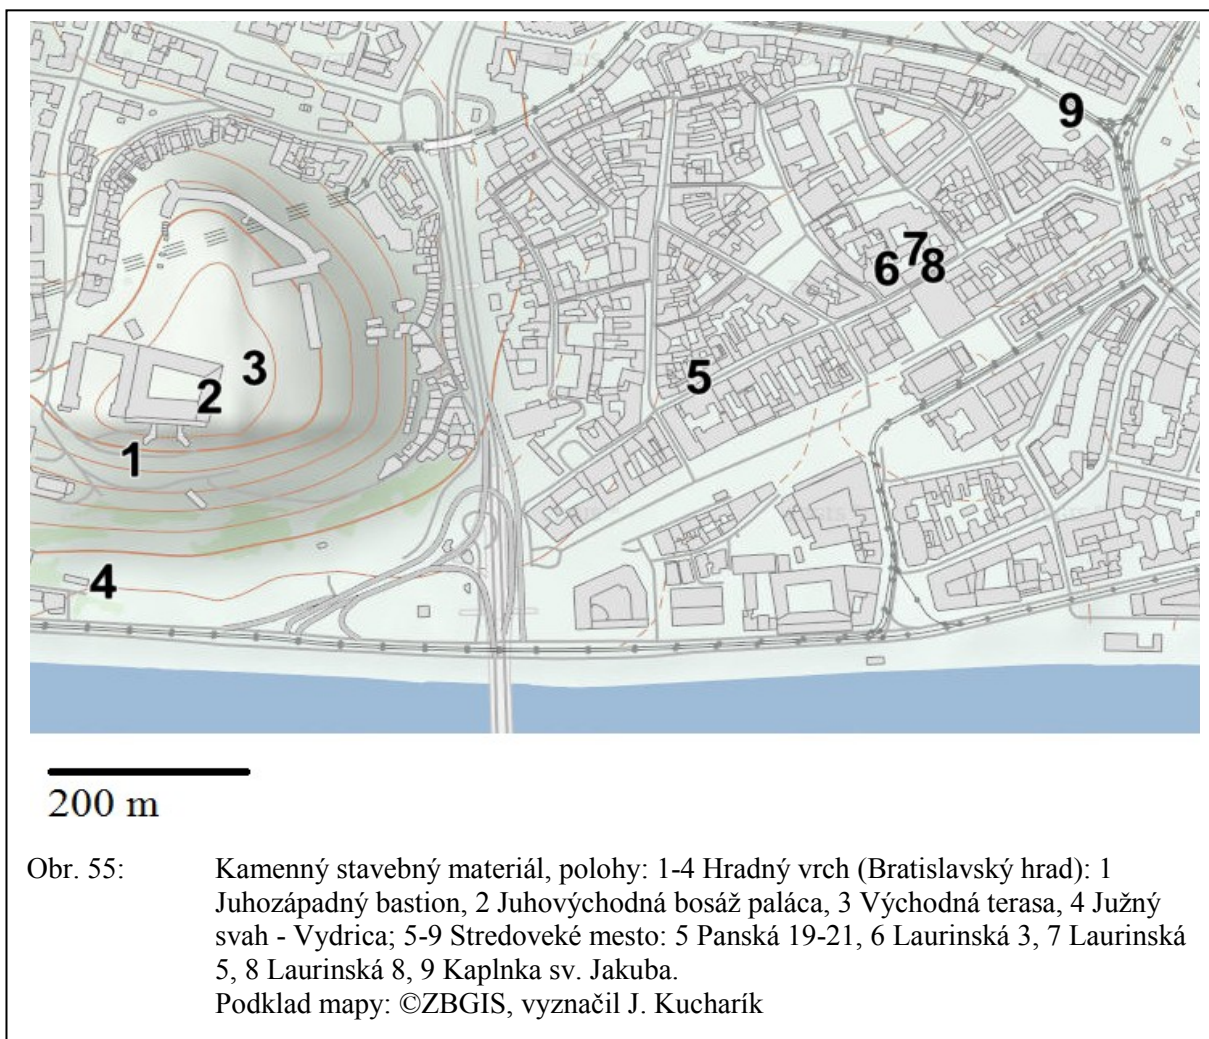 9
7
6 8
5
3
2
1
4
200 m
Obr. 55: Kamenný stavebný materiál, polohy: 1-4 Hradný vrch (Bratislavský hrad): 1
Juhozápadný bastion, 2 Juhovýchodná bosáž paláca, 3 Východná terasa, 4 Južný
svah - Vydrica; 5-9 Stredoveké mesto: 5 Panská 19-21, 6 Laurinská 3, 7 Laurinská
5, 8 Laurinská 8, 9 Kaplnka sv. Jakuba.
Podklad mapy: ©ZBGIS, vyznačil J. Kucharík